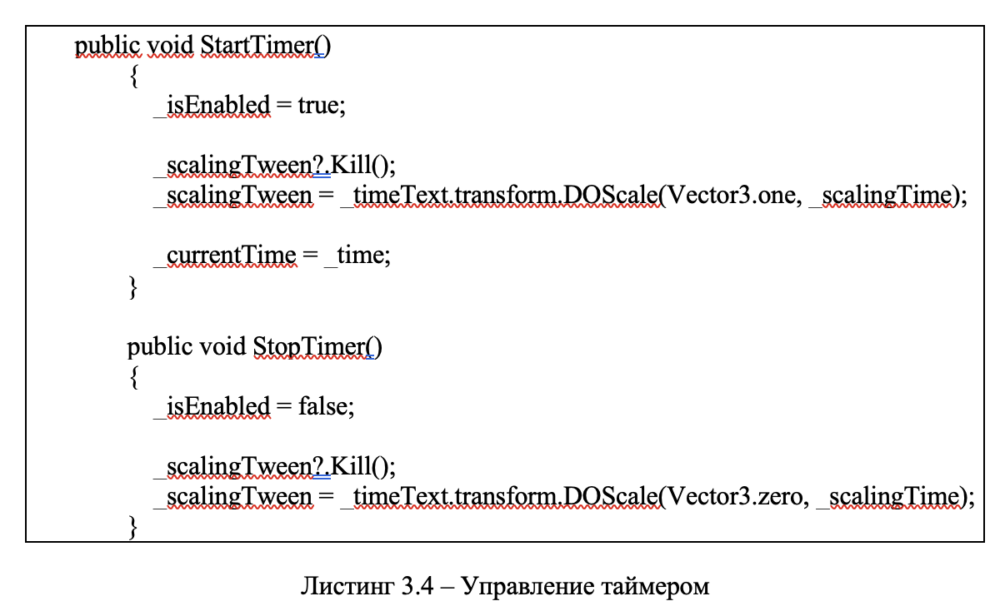 public void StartTimer()
{
_isEnabled = true;
_scalingTween?.Kill();
_scalingTween = _timeText.transform.DOScale(Vector3.one, _scalingTime);
_currentTime = _time;
}
public void StopTimer()
{
_isEnabled = false;
_scalingTween?.Kill();
_scalingTween = _timeText.transform.DOScale(Vector3.zero, _scalingTime);
}
Листинг 3.4 – Управление таймером